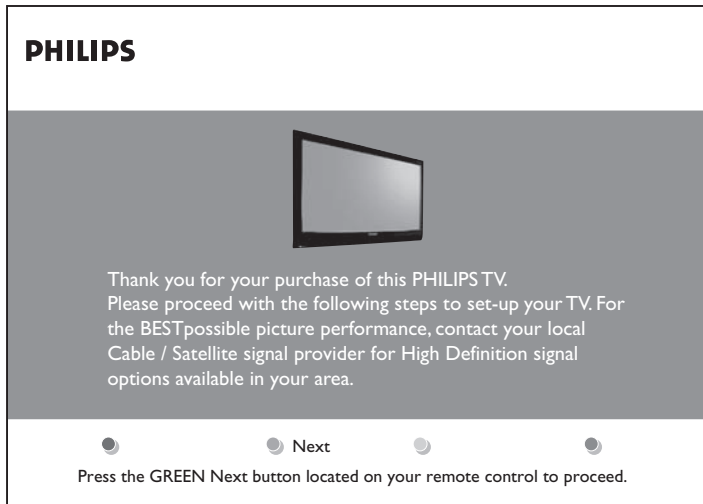 PHILIPS
Thank you for your purchase of this PHILIPS TV.
Please proceed with the following steps to set-up your TV. For
the BESTpossible picture performance, contact your local
Cable / Satellite signal provider for High Definition signal
options available in your area.
Next
Press the GREEN Next button located on your remote control to proceed.